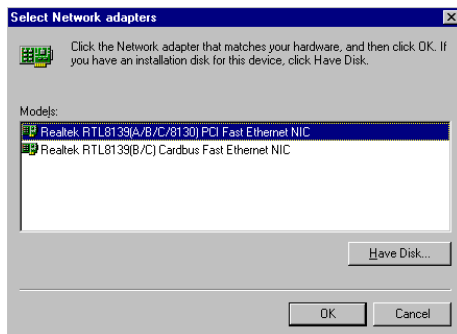 Select Network adapters
Click the Network adapter that matches your hardware, and then click OK. If
you have an installation disk for this device, click Have Disk.
Models:
Realtek RTL8139(A/B/C/8130) PCI Fast Ethernet NIC
Realtek RTL8139(B/C) Cardbus Fast Ethernet NIC
Have Disk...
OK
Cancel